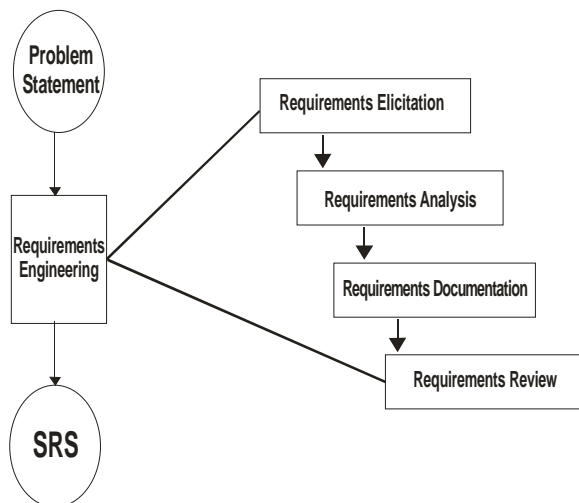 Problem
Statement
Requirements Elicitation
Requirements Analysis
Requirements
Engineering
Requirements Documentation
Requirements Review
SRS